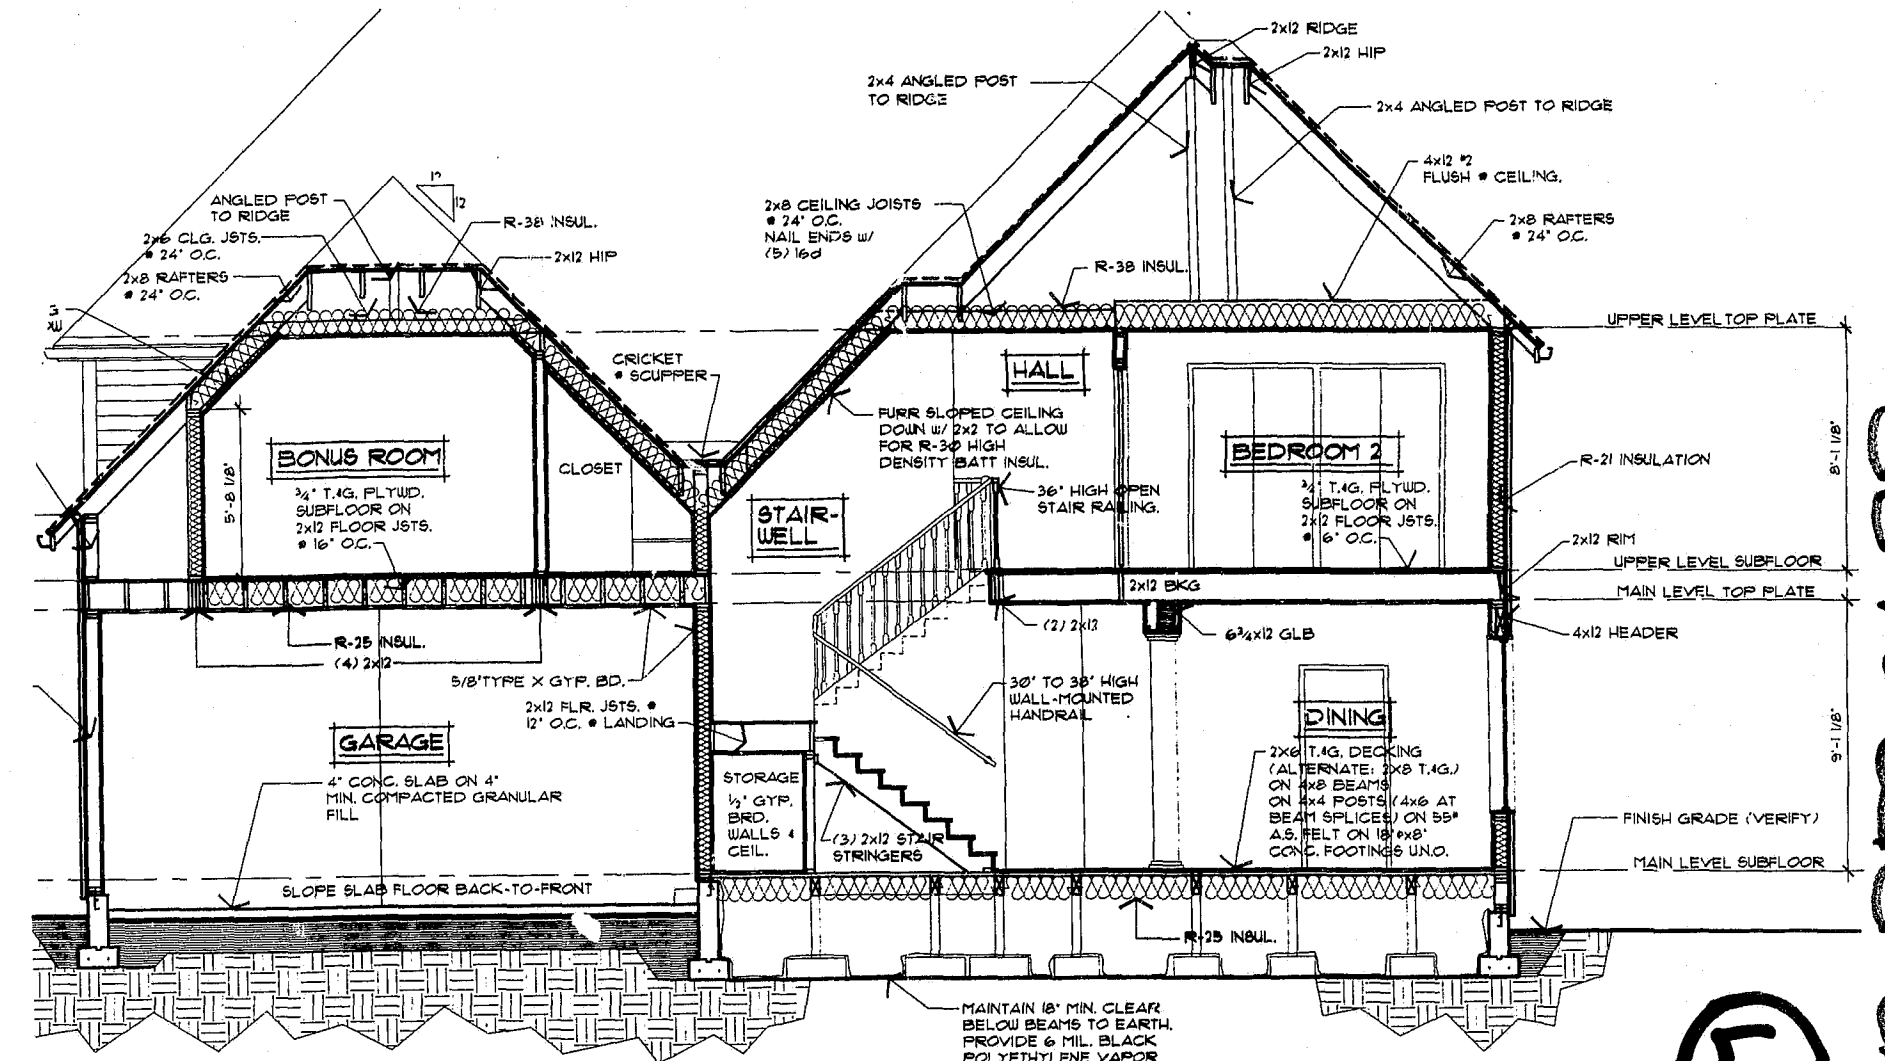 2x12 RIDGE
2x12 HIP
2x4 ANGLED POST
TO RIDGE
2x4 ANGLED POST TO RIDGE
4x12 #2
FLUSH @ CEILING.
2x8 RAFTERS
@ 24" O.C.
12
12
ANGLED POST
TO RIDGE
R-38 INSUL.
2x6 CLG. JSTS.
@ 24" O.C.
2x12 HIP
2x8 RAFTERS
@ 24" O.C.
2x8 CEILING JOISTS
@ 24" O.C.
NAIL ENDS w/
(5) 16d
R-38 INSUL.
UPPER LEVEL TOP PLATE
CRICKET
@ SCUPPER
HALL
FURR SLOPED CEILING
DOWN w/ 2x2 TO ALLOW
FOR R-30 HIGH
DENSITY BATT INSUL.
BONUS ROOM
CLOSET
BEDROOM 2
R-21 INSULATION
8'-1 1/8"
5'-8 1/8"
3/4" T.&G. PLYWD.
SUBFLOOR ON
2x12 FLOOR JSTS.
@ 16" O.C.
STAIR-
WELL
36" HIGH OPEN
STAIR RAILING.
T.&G. PLYWD.
SUBFLOOR ON
FLOOR JSTS.
O.C.
2x12 RIM
UPPER LEVEL SUBFLOOR
2x12 BKG
MAIN LEVEL TOP PLATE
(2) 2x12
6 3/4x12 GLB
4x12 HEADER
R-25 INSUL.
(4) 2x12
5/8" TYPE X GYP. BD.
30" TO 38" HIGH
WALL-MOUNTED
HANDRAIL
2x12 FLR. JSTS. @
12" O.C. @ LANDING
DINING
GARAGE
9'-1 1/8"
2x6 T.&G. DECKING
(ALTERNATE: 2x8 T.&G.)
ON 4x8 BEAMS
ON 4x4 POSTS (4x6 AT
BEAM SPLICES) ON 55#
A.S. FELT ON 18"øx8"
CONC. FOOTINGS U.N.O.
4" CONC. SLAB ON 4"
MIN. COMPACTED GRANULAR
FILL
STORAGE
1/2" GYP.
BRD.
WALLS &
CEIL.
(3) 2x12 STAIR
STRINGERS
FINISH GRADE (VERIFY)
MAIN LEVEL SUBFLOOR
SLOPE SLAB FLOOR BACK-TO-FRONT
R-25 INSUL.
MAINTAIN 18" MIN. CLEAR
BELOW BEAMS TO EARTH.
PROVIDE 6 MIL. BLACK
POLYETHYLENE VAPOR